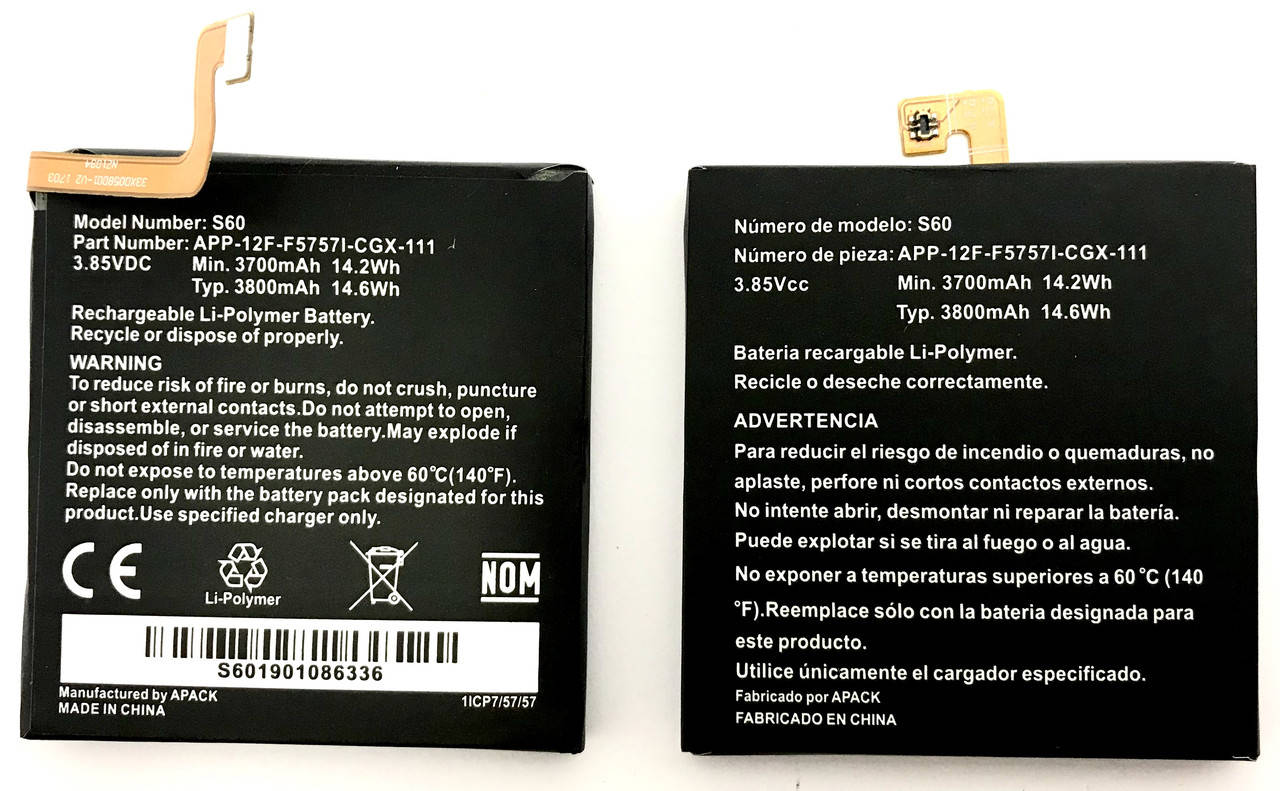 33XD0058001-V2 1703
Model Number: S60
Part Number: APP-12F-F5757I-CGX-111
3.85VDC Min. 3700mAh 14.2Wh
Typ. 3800mAh 14.6Wh
Rechargeable Li-Polymer Battery.
Recycle or dispose of properly.
WARNING
To reduce risk of fire or burns, do not crush, puncture
or short external contacts.Do not attempt to open,
disassemble, or service the battery.May explode if
disposed of in fire or water.
Do not expose to temperatures above 60°C(140°F).
Replace only with the battery pack designated for this
product.Use specified charger only.
CE
Li-Polymer
NOM
S601901086336
Manufactured by APACK
MADE IN CHINA
1ICP7/57/57
Número de modelo: S60
Número de pieza: APP-12F-F5757I-CGX-111
3.85Vcc Min. 3700mAh 14.2Wh
Typ. 3800mAh 14.6Wh
Bateria recargable Li-Polymer.
Recicle o deseche correctamente.
ADVERTENCIA
Para reducir el riesgo de incendio o quemaduras, no
aplaste, perfore ni cortos contactos externos.
No intente abrir, desmontar ni reparar la batería.
Puede explotar si se tira al fuego o al agua.
No exponer a temperaturas superiores a 60 °C (140
°F).Reemplace sólo con la bateria designada para
este producto.
Utilice únicamente el cargador especificado.
Fabricado por APACK
FABRICADO EN CHINA